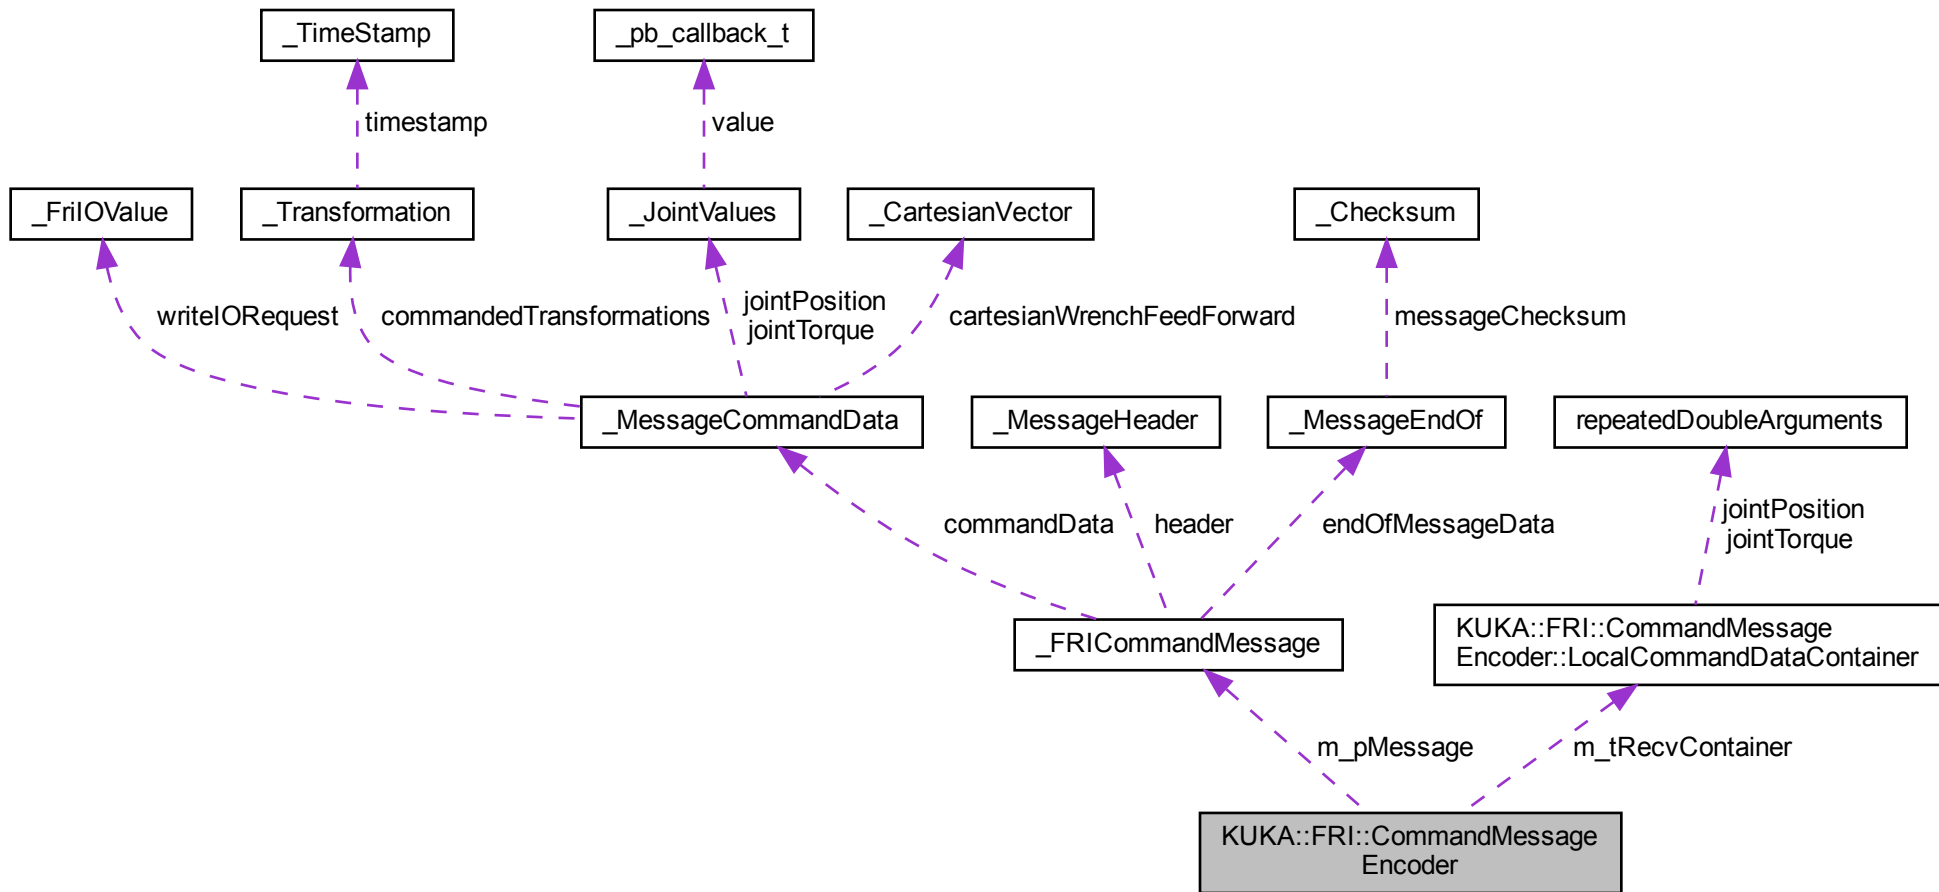 _TimeStamp
_pb_callback_t
timestamp
value
_FriIOValue
_Transformation
_JointValues
_CartesianVector
_Checksum
writeIORequest
commandedTransformations
jointPosition
jointTorque
cartesianWrenchFeedForward
messageChecksum
_MessageCommandData
_MessageHeader
_MessageEndOf
repeatedDoubleArguments
commandData
header
endOfMessageData
jointPosition
jointTorque
_FRICommandMessage
KUKA::FRI::CommandMessage
Encoder::LocalCommandDataContainer
m_pMessage
m_tRecvContainer
KUKA::FRI::CommandMessage
Encoder